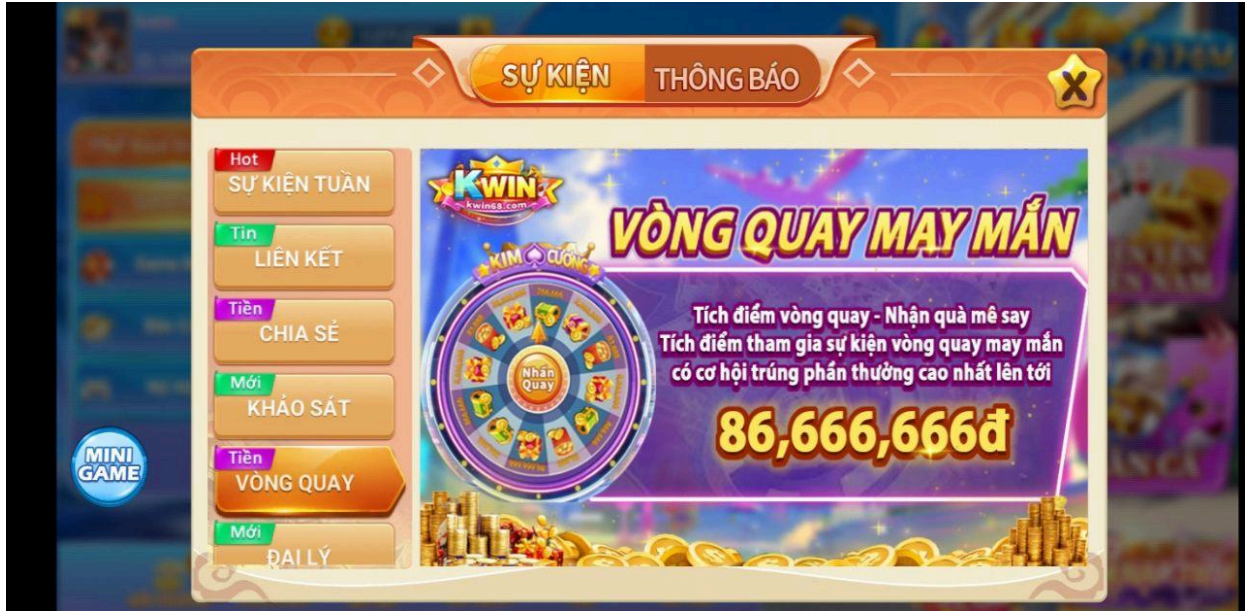 SỰ KIỆN
THÔNG BÁO
X
Hot
SỰ KIỆN TUẦN
Tin
LIÊN KẾT
Tiền
CHIA SẺ
Mới
KHẢO SÁT
Tiền
VÒNG QUAY
Mới
ĐẠI LÝ
MINI
GAME
KWIN
kwin68.com
VÒNG QUAY MAY MẮN
KIM CƯƠNG
Nhấn
Quay
Tích điểm vòng quay - Nhận quà mê say
Tích điểm tham gia sự kiện vòng quay may mắn
có cơ hội trúng phần thưởng cao nhất lên tới
86,666,666đ